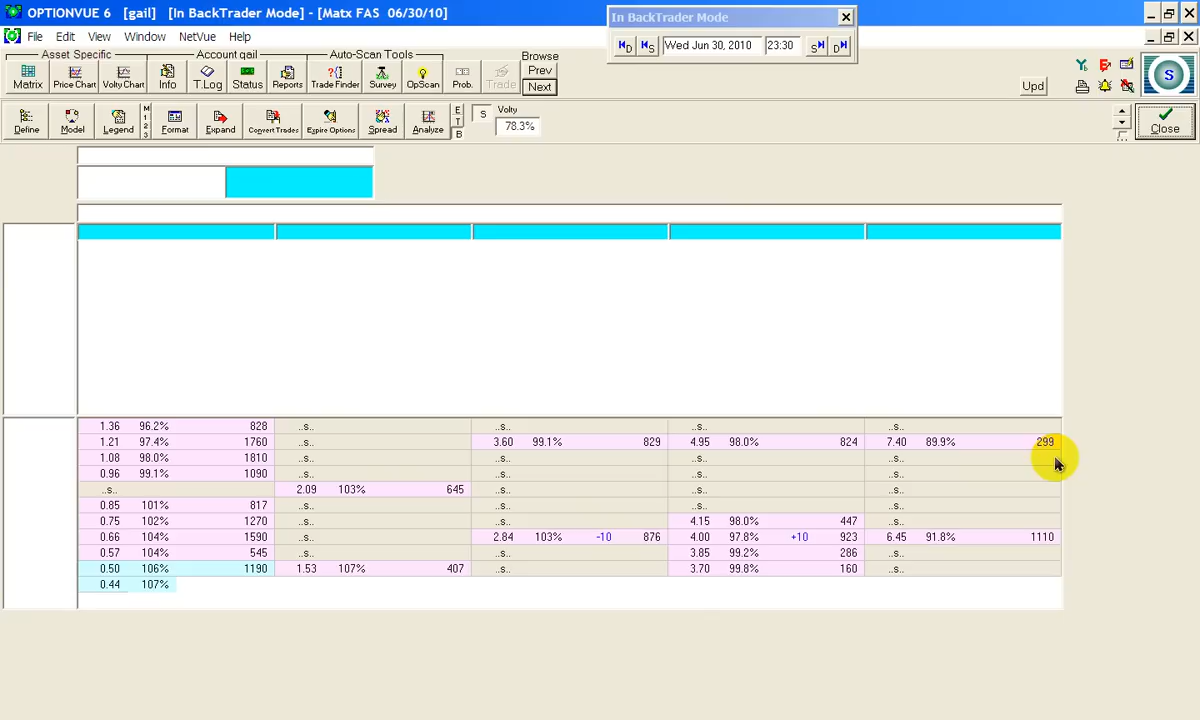 OPTIONVUE 6 [gail] [In BackTrader Mode] - [Matx FAS 06/30/10]
In BackTrader Mode
File Edit View Window NetVue Help
Wed Jun 30, 2010 23:30
Asset Specific Account gail Auto-Scan Tools Browse
Matrix Price Chart Volty Chart Info T.Log Status Reports Trade Finder Survey OpScan Prob. Trade Prev Next Upd
Define Model Legend M 1 2 3 Format Expand Convert Trades Expire Options Spread Analyze E T B S Volty 78.3% Close
1.36 96.2% 828 ..s.. ..s.. ..s.. ..s..
1.21 97.4% 1760 ..s.. 3.60 99.1% 829 4.95 98.0% 824 7.40 89.9% 299
1.08 98.0% 1810 ..s.. ..s.. ..s.. ..s..
0.96 99.1% 1090 ..s.. ..s.. ..s.. ..s..
..s.. 2.09 103% 645 ..s.. ..s.. ..s..
0.85 101% 817 ..s.. ..s.. ..s.. ..s..
0.75 102% 1270 ..s.. ..s.. 4.15 98.0% 447 ..s..
0.66 104% 1590 ..s.. 2.84 103% -10 876 4.00 97.8% +10 923 6.45 91.8% 1110
0.57 104% 545 ..s.. ..s.. 3.85 99.2% 286 ..s..
0.50 106% 1190 1.53 107% 407 ..s.. 3.70 99.8% 160 ..s..
0.44 107%